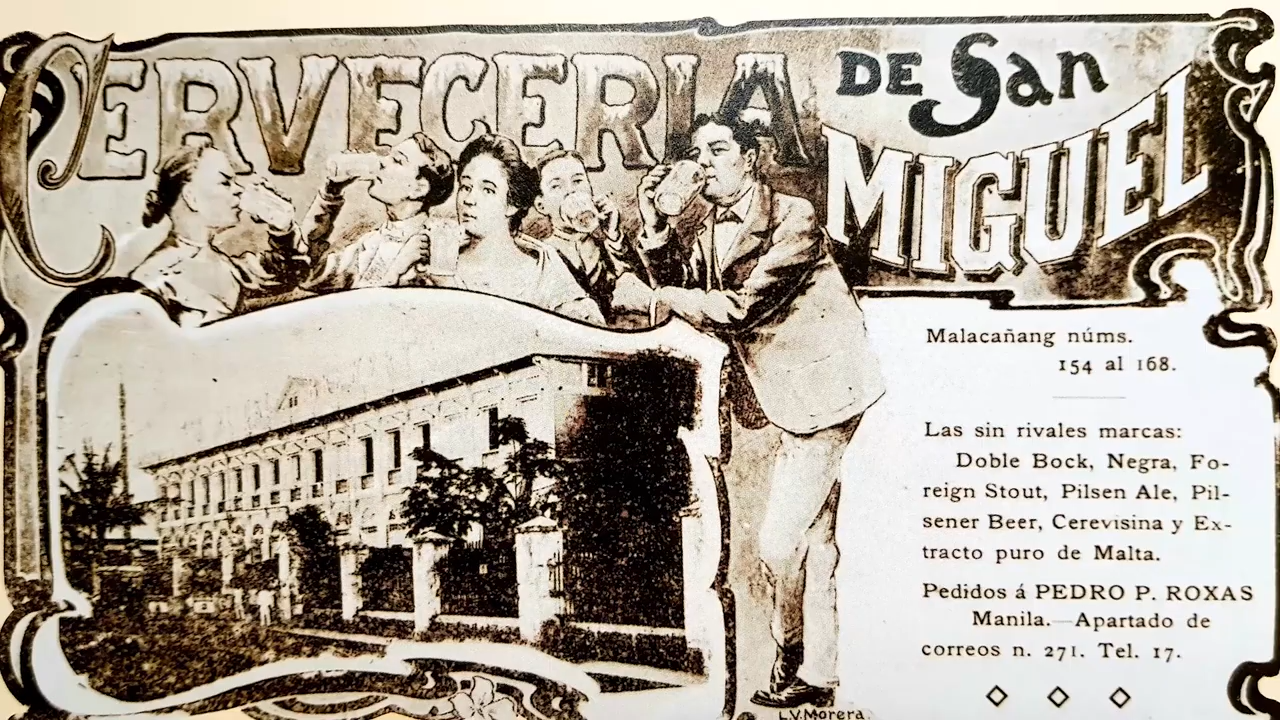 CERVECERIA DE San
MIGUEL
Malacañang núms.
154 al 168.
Las sin rivales marcas:
Doble Bock, Negra, Fo-
reign Stout, Pilsen Ale, Pil-
sener Beer, Cerevisina y Ex-
tracto puro de Malta.
Pedidos á PEDRO P. ROXAS
Manila.—Apartado de
correos n. 271. Tel. 17.
L.V.Morera.